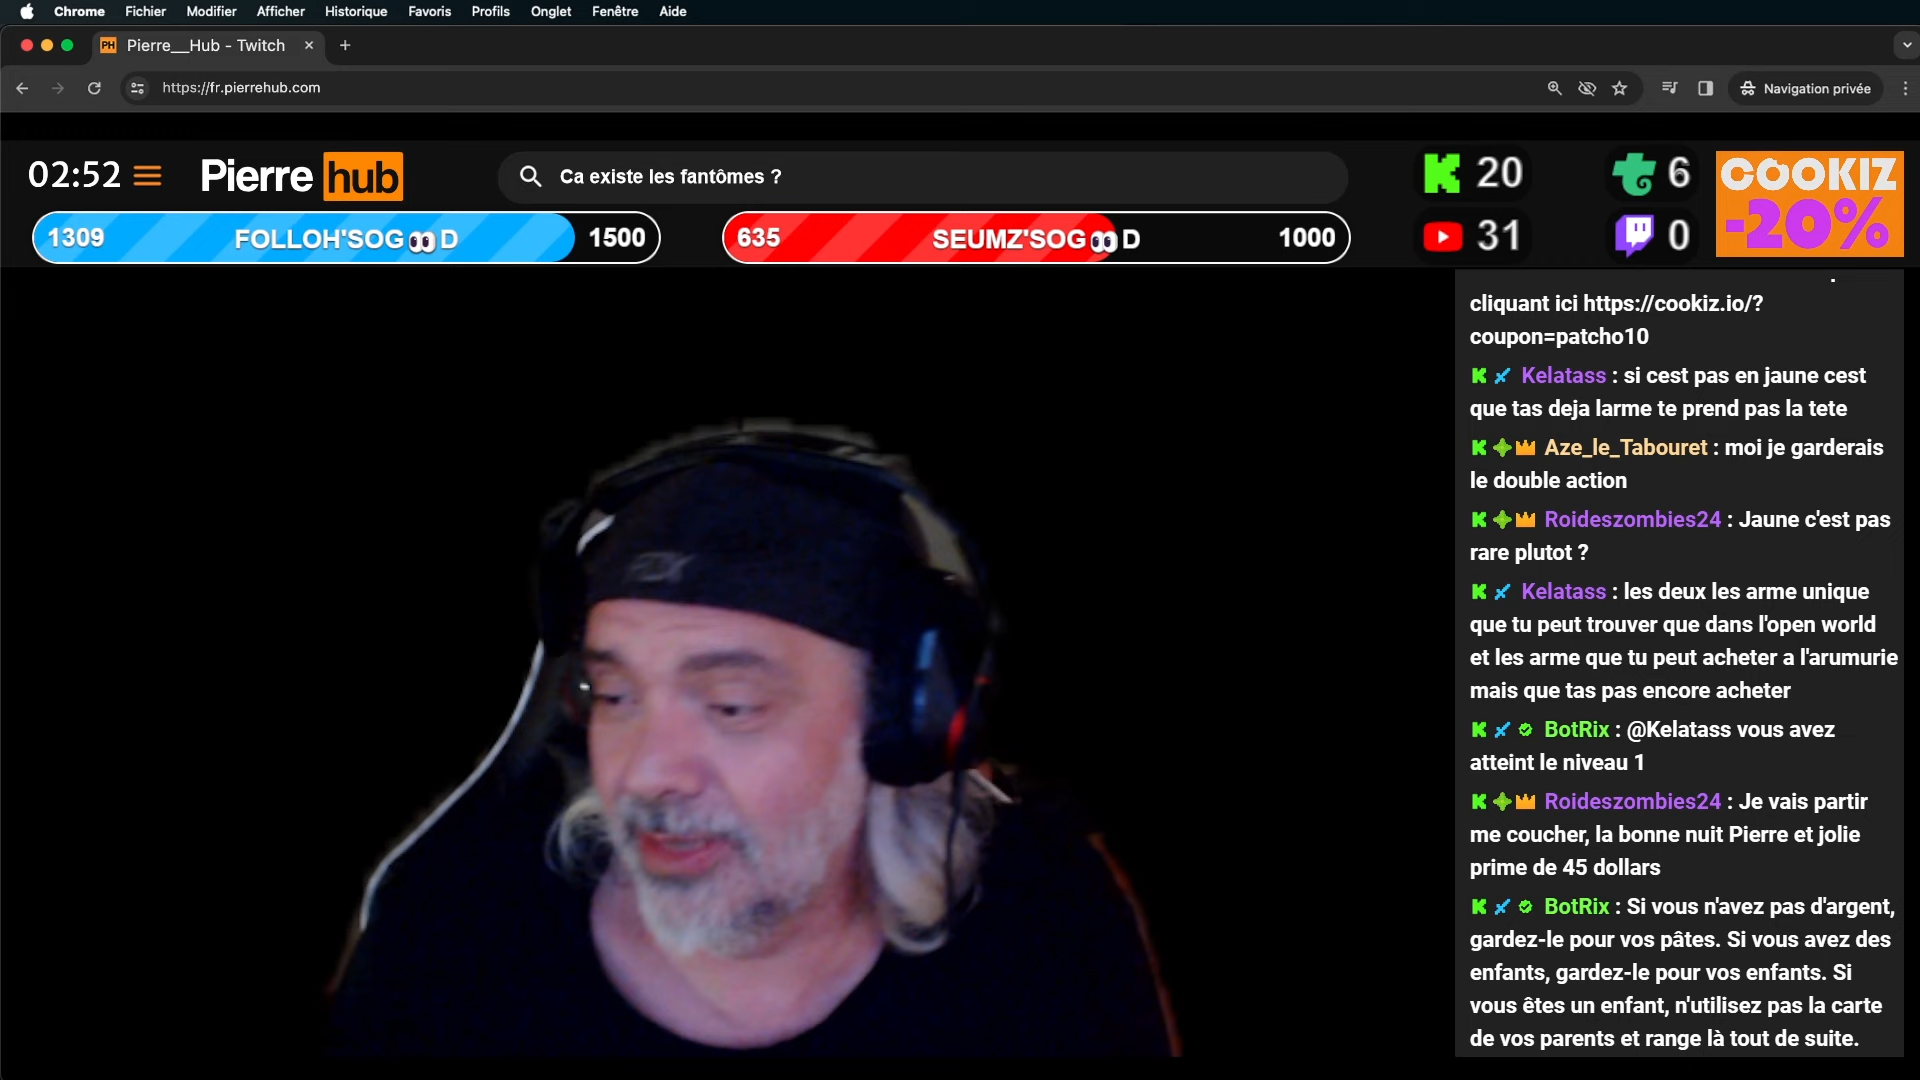 Chrome Fichier Modifier Afficher Historique Favoris Profils Onglet Fenêtre Aide
PH Pierre__Hub - Twitch
https://fr.pierrehub.com
Navigation privée
02:52 Pierre hub
Ca existe les fantômes ?
20
6
COOKIZ
-20%
1309 FOLLOH'SOG👀D 1500
635 SEUMZ'SOG👀D 1000
31
0
cliquant ici https://cookiz.io/?
coupon=patcho10
Kelatass : si cest pas en jaune cest
que tas deja larme te prend pas la tete
Aze_le_Tabouret : moi je garderais
le double action
Roideszombies24 : Jaune c'est pas
rare plutot ?
Kelatass : les deux les arme unique
que tu peut trouver que dans l'open world
et les arme que tu peut acheter a l'arumurie
mais que tas pas encore acheter
BotRix : @Kelatass vous avez
atteint le niveau 1
Roideszombies24 : Je vais partir
me coucher, la bonne nuit Pierre et jolie
prime de 45 dollars
BotRix : Si vous n'avez pas d'argent,
gardez-le pour vos pâtes. Si vous avez des
enfants, gardez-le pour vos enfants. Si
vous êtes un enfant, n'utilisez pas la carte
de vos parents et range là tout de suite.